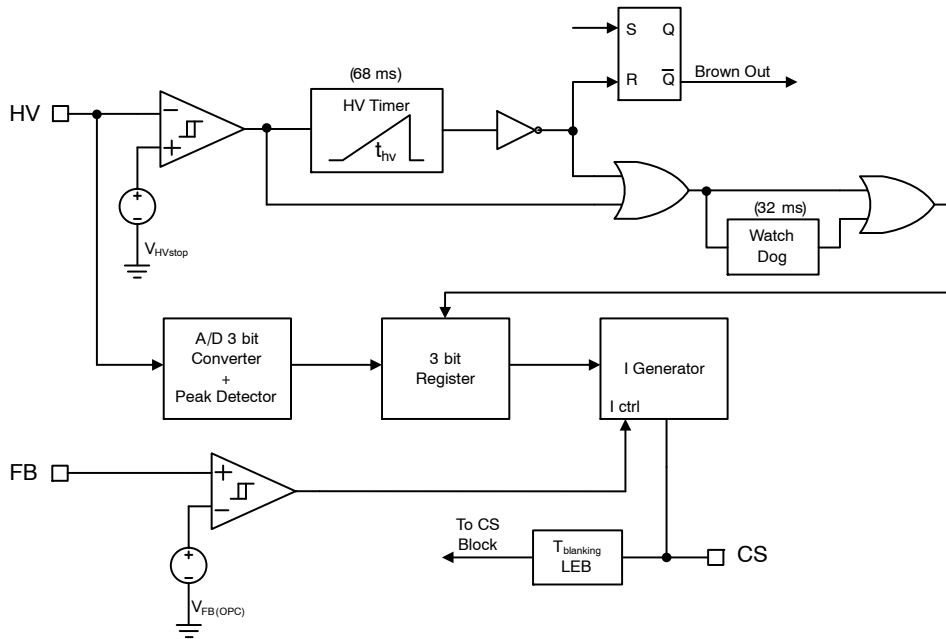 S Q
R Q̅
Brown Out
(68 ms)
HV Timer
t_hv
HV
−
+
+
−
V_HVstop
(32 ms)
Watch
Dog
A/D 3 bit
Converter
+
Peak Detector
3 bit
Register
I Generator
I ctrl
FB
+
−
+
−
V_FB(OPC)
To CS
Block
T_blanking
LEB
CS